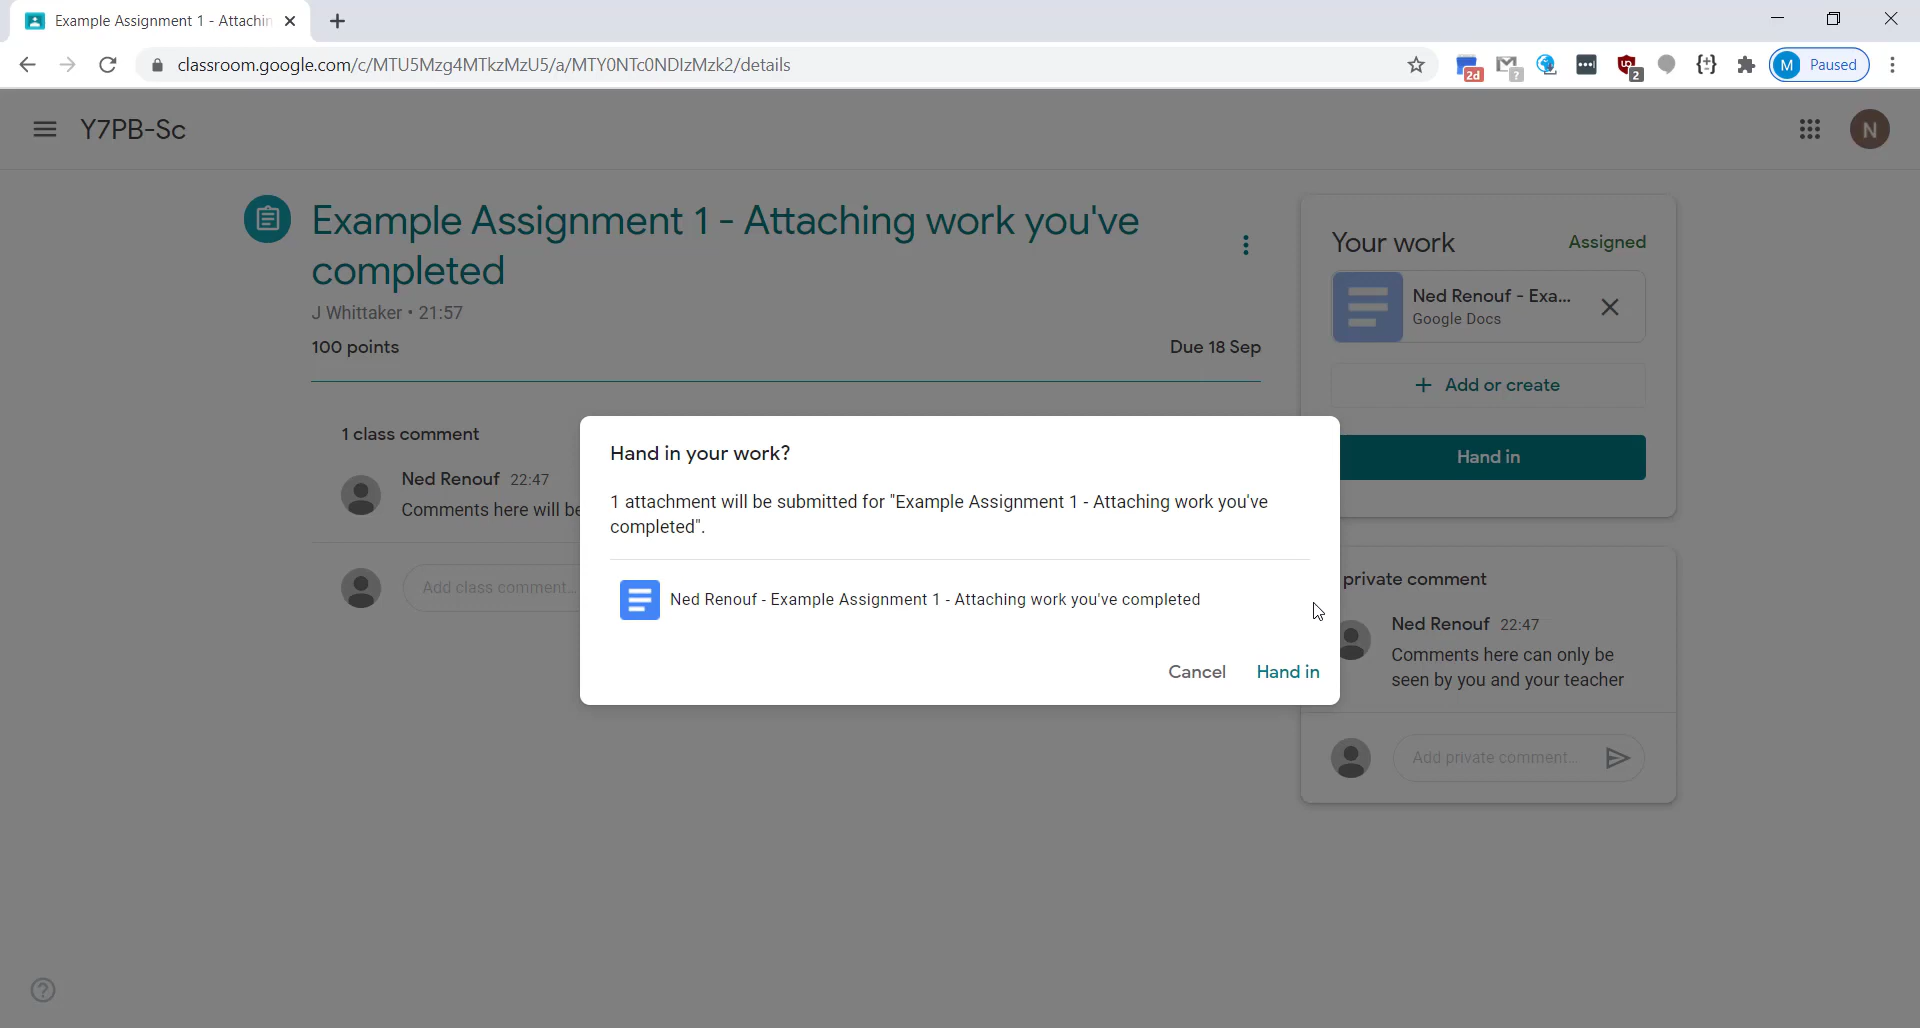 Example Assignment 1 - Attachin
classroom.google.com/c/MTU5Mzg4MTkzMzU5/a/MTY0NTc0NDIzMzk2/details
2d
?
2
M Paused
Y7PB-Sc
N
Example Assignment 1 - Attaching work you've
completed
J Whittaker • 21:57
100 points
Due 18 Sep
1 class comment
Ned Renouf 22:47
Comments here will be
Add class comment...
Your work
Assigned
Ned Renouf - Exa...
Google Docs
+ Add or create
Hand in
Hand in your work?
1 attachment will be submitted for "Example Assignment 1 - Attaching work you've
completed".
Ned Renouf - Example Assignment 1 - Attaching work you've completed
Cancel
Hand in
private comment
Ned Renouf 22:47
Comments here can only be
seen by you and your teacher
Add private comment...